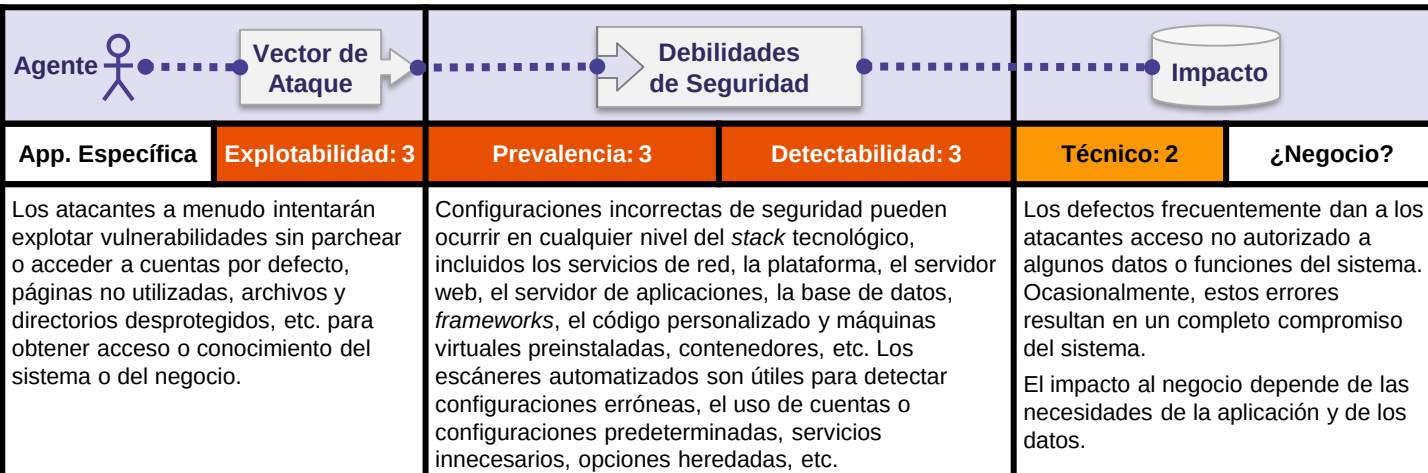 Agente
Vector de
Ataque
Debilidades
de Seguridad
Impacto
App. Específica
Explotabilidad: 3
Prevalencia: 3
Detectabilidad: 3
Técnico: 2
¿Negocio?
Los atacantes a menudo intentarán
explotar vulnerabilidades sin parchear
o acceder a cuentas por defecto,
páginas no utilizadas, archivos y
directorios desprotegidos, etc. para
obtener acceso o conocimiento del
sistema o del negocio.
Configuraciones incorrectas de seguridad pueden
ocurrir en cualquier nivel del stack tecnológico,
incluidos los servicios de red, la plataforma, el servidor
web, el servidor de aplicaciones, la base de datos,
frameworks, el código personalizado y máquinas
virtuales preinstaladas, contenedores, etc. Los
escáneres automatizados son útiles para detectar
configuraciones erróneas, el uso de cuentas o
configuraciones predeterminadas, servicios
innecesarios, opciones heredadas, etc.
Los defectos frecuentemente dan a los
atacantes acceso no autorizado a
algunos datos o funciones del sistema.
Ocasionalmente, estos errores
resultan en un completo compromiso
del sistema.
El impacto al negocio depende de las
necesidades de la aplicación y de los
datos.